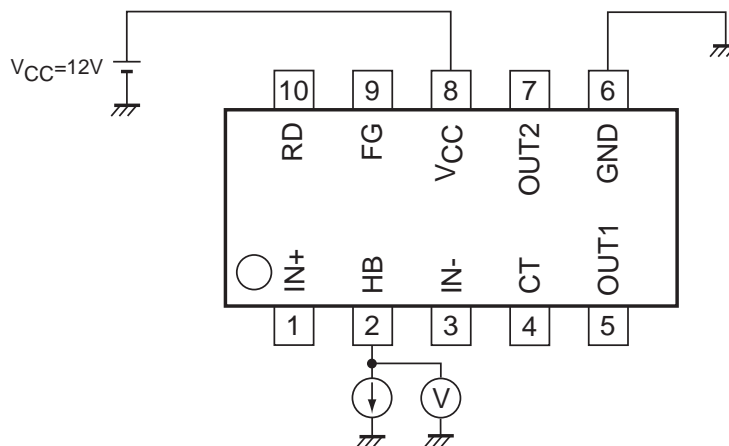 VCC=12V
10 9 8 7 6
RD FG VCC OUT2 GND
IN+ HB IN- CT OUT1
1 2 3 4 5
V